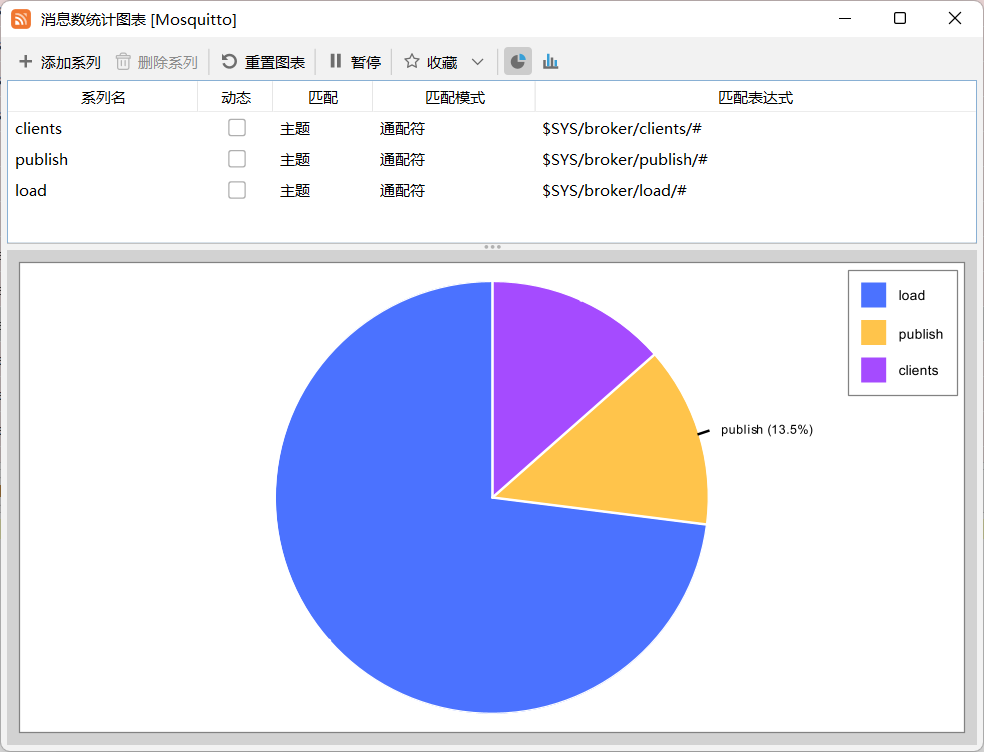 消息数统计图表 [Mosquitto]
添加系列 删除系列 重置图表 暂停 收藏
系列名 动态 匹配 匹配模式 匹配表达式
clients 主题 通配符 $SYS/broker/clients/#
publish 主题 通配符 $SYS/broker/publish/#
load 主题 通配符 $SYS/broker/load/#
load
publish
clients
publish (13.5%)